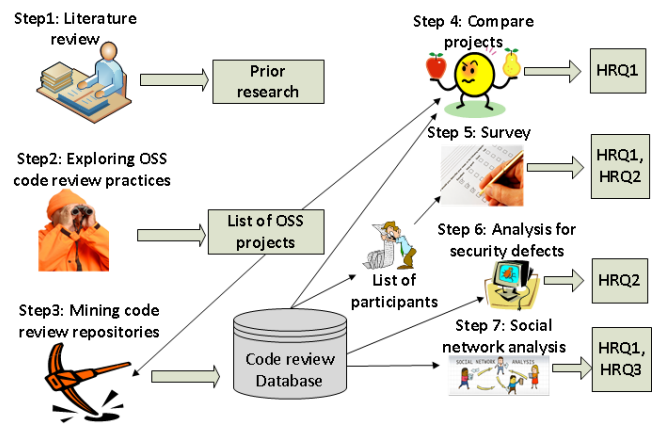 Step1: Literature
review
Prior
research
Step2: Exploring OSS
code review practices
List of OSS
projects
Step3: Mining code
review repositories
Code review
Database
List of
participants
Step 4: Compare
projects
HRQ1
Step 5: Survey
HRQ1,
HRQ2
Step 6: Analysis for
security defects
HRQ2
Step 7: Social
network analysis
SOCIAL NETWORK ANALYSIS
HRQ1,
HRQ3